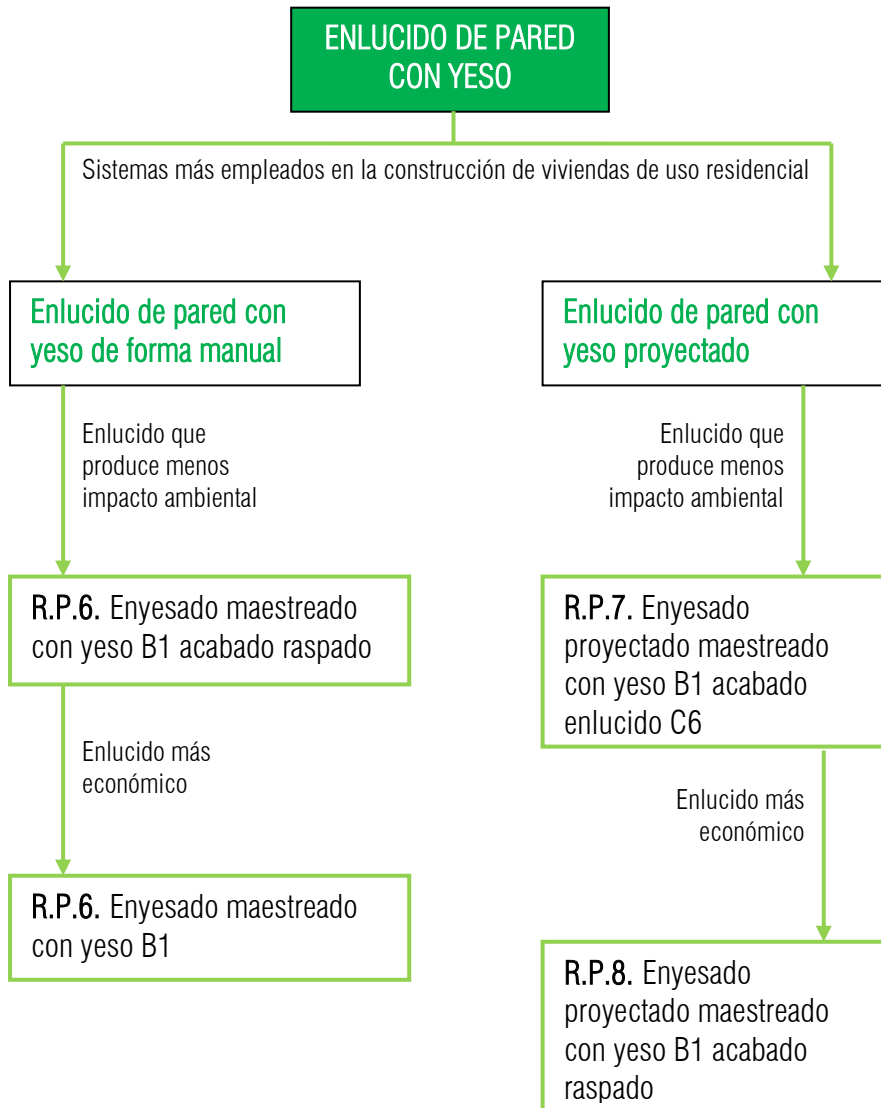 ENLUCIDO DE PARED
CON YESO
Sistemas más empleados en la construcción de viviendas de uso residencial
Enlucido de pared con
yeso de forma manual
Enlucido que
produce menos
impacto ambiental
R.P.6. Enyesado maestreado
con yeso B1 acabado raspado
Enlucido más
económico
R.P.6. Enyesado maestreado
con yeso B1
Enlucido de pared con
yeso proyectado
Enlucido que
produce menos
impacto ambiental
R.P.7. Enyesado
proyectado maestreado
con yeso B1 acabado
enlucido C6
Enlucido más
económico
R.P.8. Enyesado
proyectado maestreado
con yeso B1 acabado
raspado